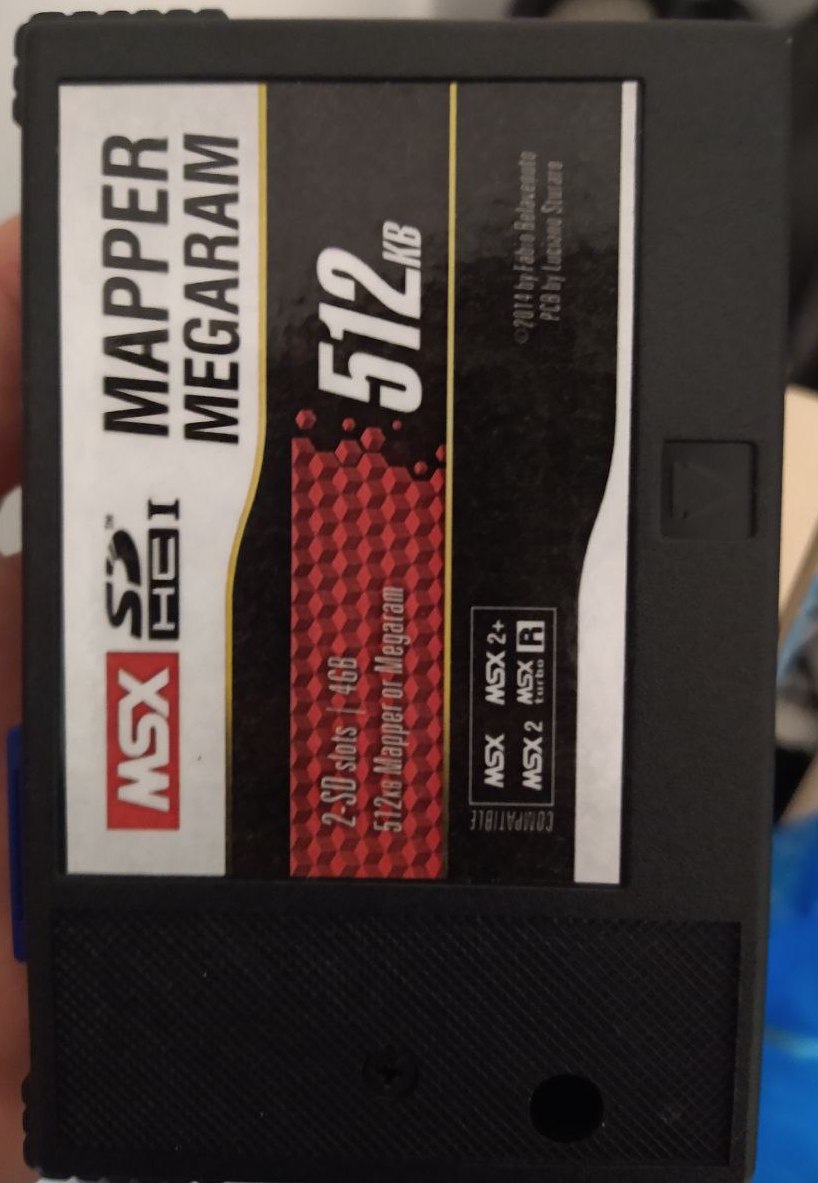 MSX SD™ HC I MAPPER
MEGARAM
2-SD slots | 4GB
512KB Mapper or Megaram
512KB
COMPATIBLE
MSX MSX 2+
MSX 2 MSX turbo R
©2014 by Fabio Belavenuto
PCB by Luciano Sturaro